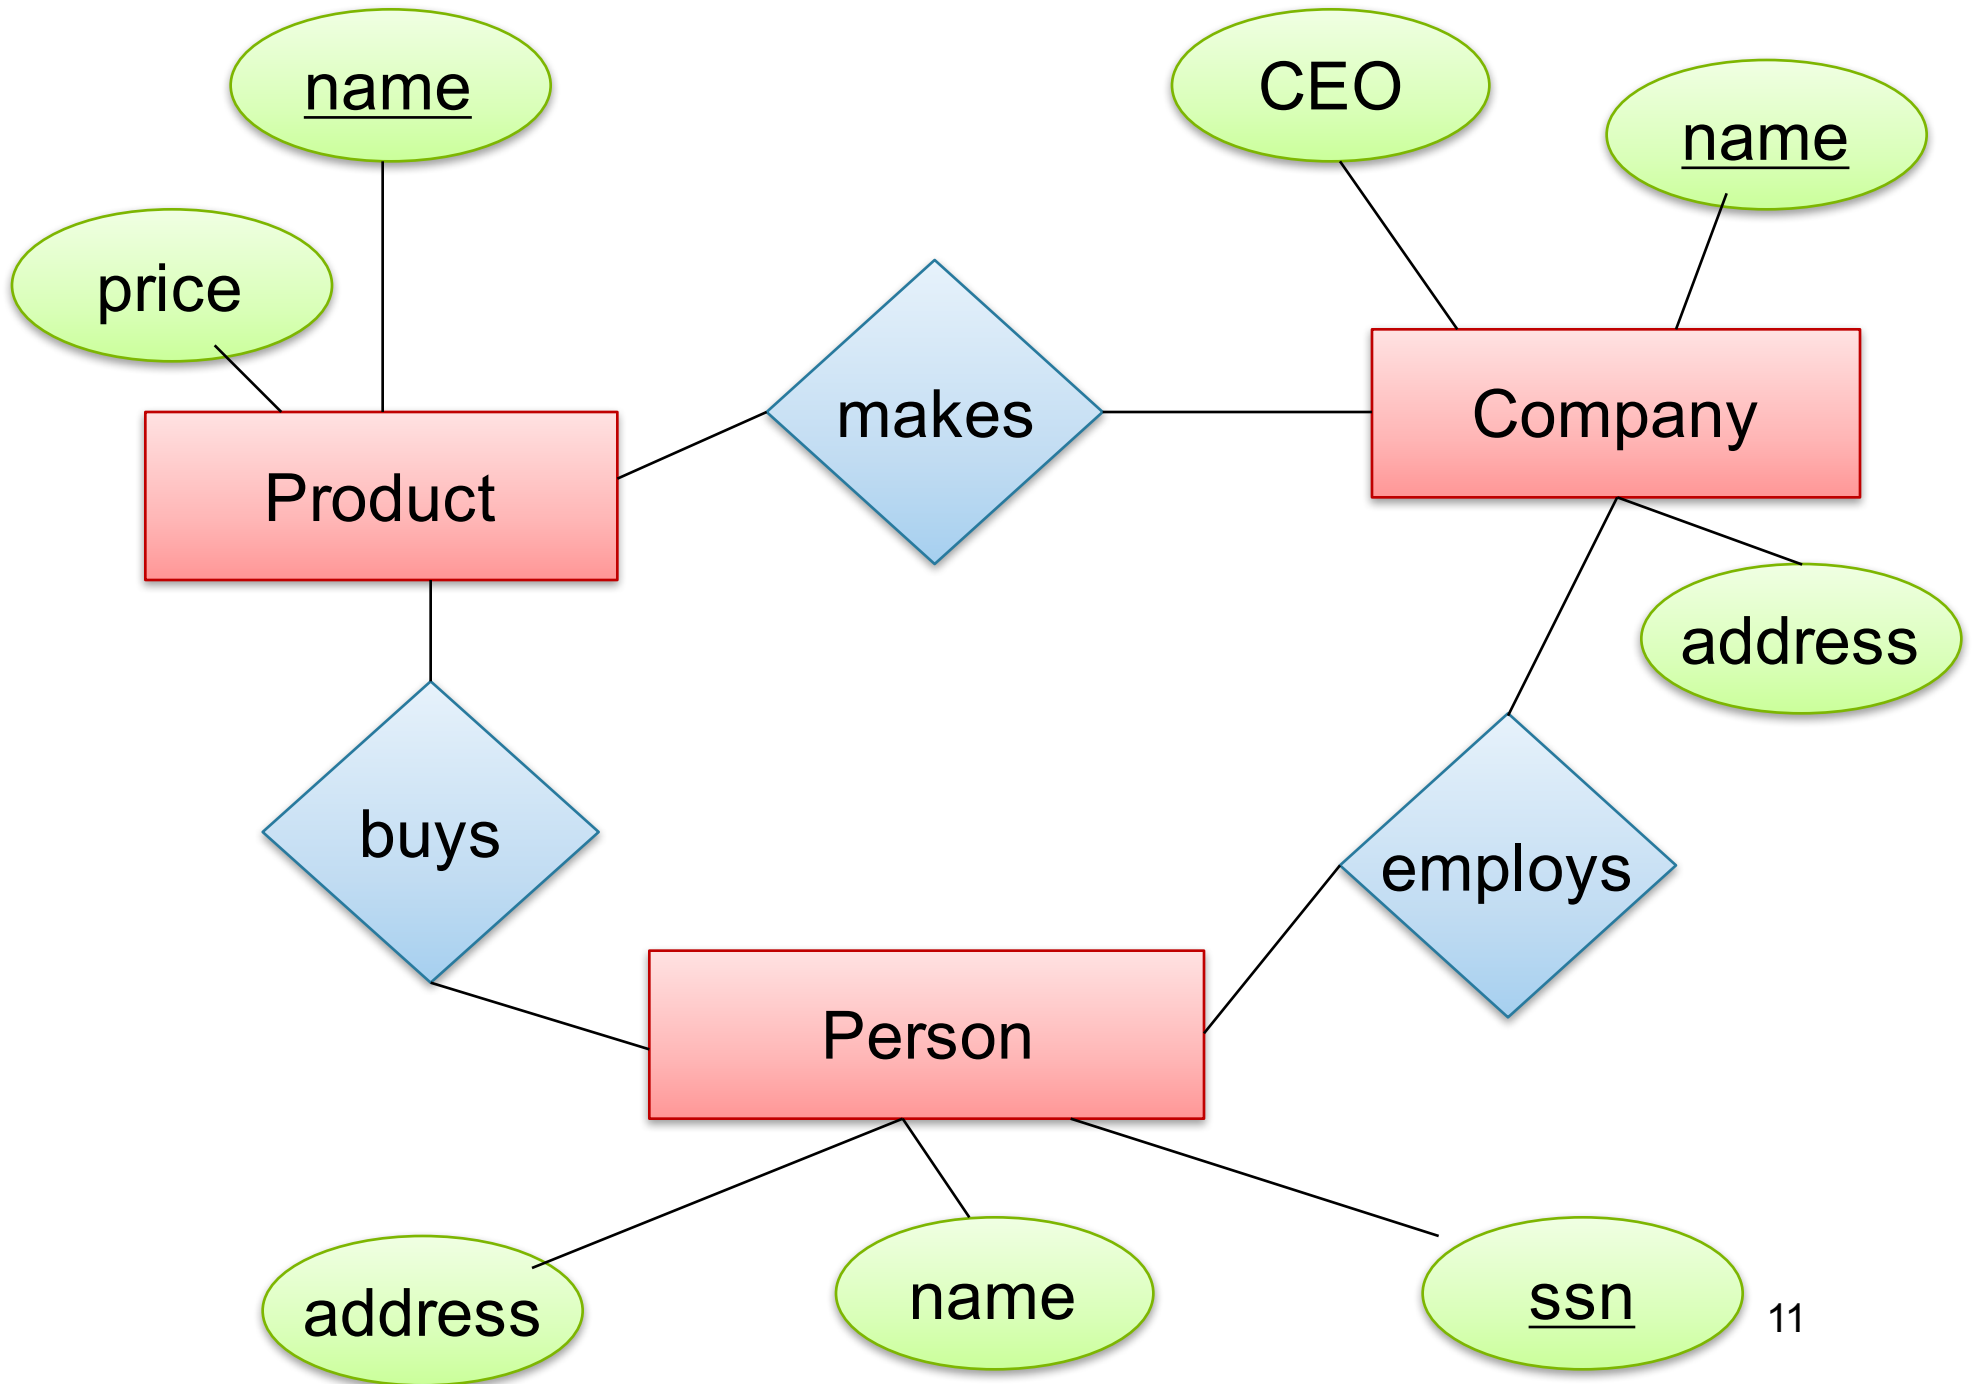 name
CEO
name
price
makes
Company
Product
address
buys
employs
Person
address
name
ssn
11